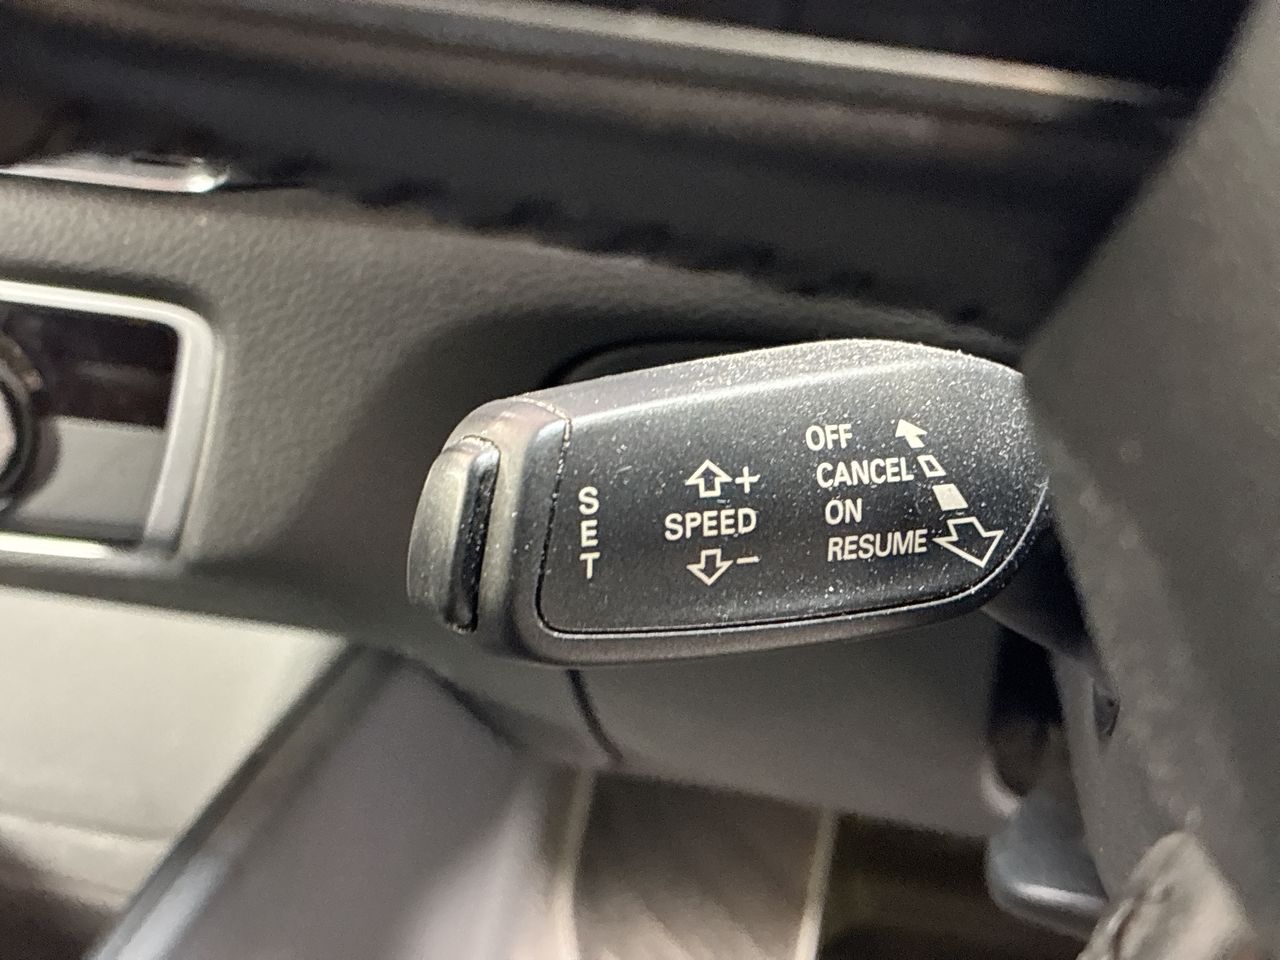 SET
+
SPEED
−
OFF
CANCEL
ON
RESUME